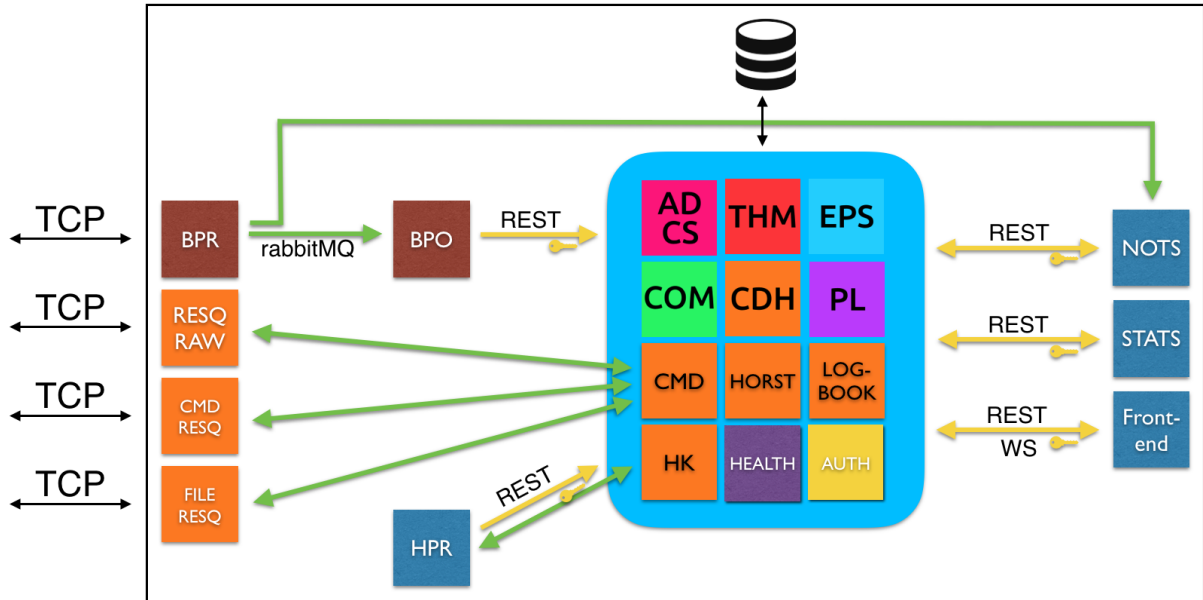 TCP
BPR
rabbitMQ
BPO
REST
AD
CS
THM
EPS
REST
NOTS
TCP
RESQ
RAW
COM
CDH
PL
REST
STATS
TCP
CMD
RESQ
CMD
HORST
LOG-
BOOK
REST
WS
Front-
end
TCP
FILE
RESQ
REST
HPR
HK
HEALTH
AUTH